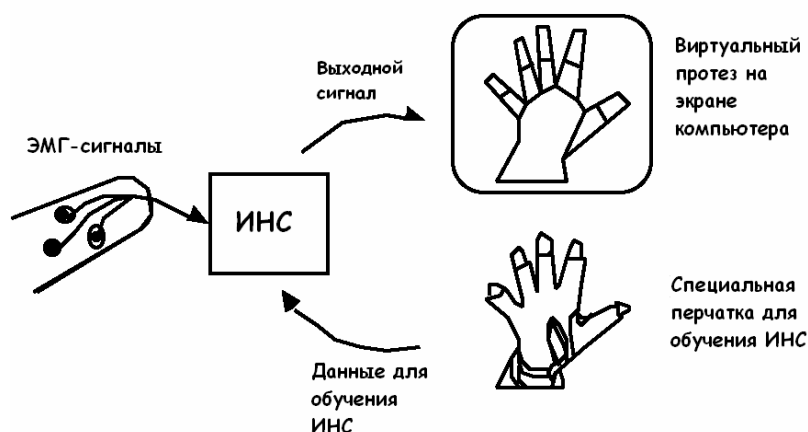 ЭМГ-сигналы
ИНС
Выходной
сигнал
Виртуальный
протез на
экране
компьютера
Специальная
перчатка для
обучения ИНС
Данные для
обучения
ИНС